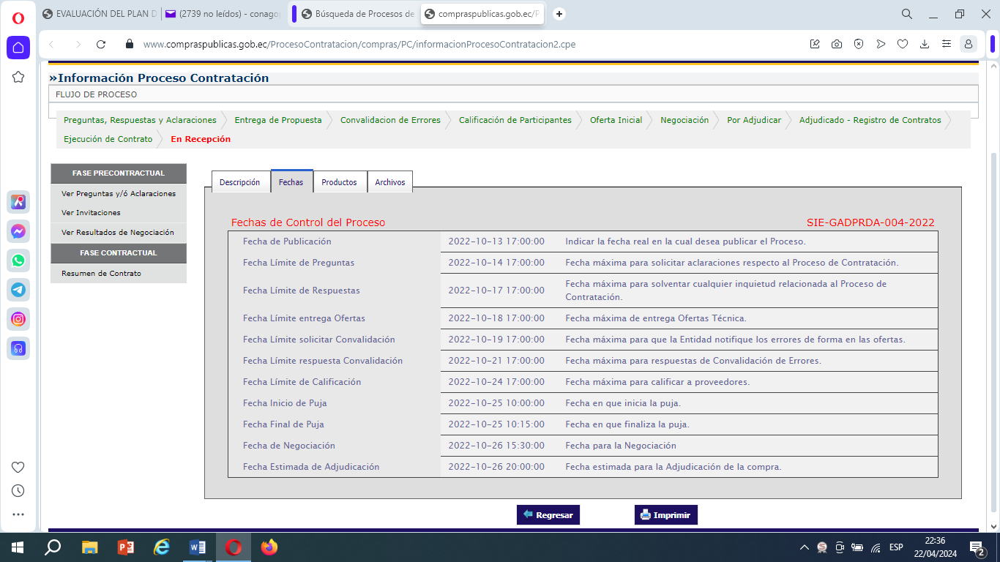 EVALUACIÓN DEL PLAN D
(2739 no leídos) - conago
Búsqueda de Procesos de
compraspublicas.gob.ec/P
www.compraspublicas.gob.ec/ProcesoContratacion/compras/PC/informacionProcesoContratacion2.cpe
»Información Proceso Contratación
FLUJO DE PROCESO
Preguntas, Respuestas y Aclaraciones Entrega de Propuesta Convalidacion de Errores Calificación de Participantes Oferta Inicial Negociación Por Adjudicar Adjudicado - Registro de Contratos
Ejecución de Contrato En Recepción
FASE PRECONTRACTUAL
Ver Preguntas y/ó Aclaraciones
Ver Invitaciones
Ver Resultados de Negociación
FASE CONTRACTUAL
Resumen de Contrato
Descripción Fechas Productos Archivos
Fechas de Control del Proceso SIE-GADPRDA-004-2022
Fecha de Publicación 2022-10-13 17:00:00 Indicar la fecha real en la cual desea publicar el Proceso.
Fecha Límite de Preguntas 2022-10-14 17:00:00 Fecha máxima para solicitar aclaraciones respecto al Proceso de Contratación.
Fecha Límite de Respuestas 2022-10-17 17:00:00 Fecha máxima para solventar cualquier inquietud relacionada al Proceso de
Contratación.
Fecha Límite entrega Ofertas 2022-10-18 17:00:00 Fecha máxima de entrega Ofertas Técnica.
Fecha Límite solicitar Convalidación 2022-10-19 17:00:00 Fecha máxima para que la Entidad notifique los errores de forma en las ofertas.
Fecha Límite respuesta Convalidación 2022-10-21 17:00:00 Fecha máxima para respuestas de Convalidación de Errores.
Fecha Límite de Calificación 2022-10-24 17:00:00 Fecha máxima para calificar a proveedores.
Fecha Inicio de Puja 2022-10-25 10:00:00 Fecha en que inicia la puja.
Fecha Final de Puja 2022-10-25 10:15:00 Fecha en que finaliza la puja.
Fecha de Negociación 2022-10-26 15:30:00 Fecha para la Negociación
Fecha Estimada de Adjudicación 2022-10-26 20:00:00 Fecha estimada para la Adjudicación de la compra.
Regresar Imprimir
ESP
22:36
22/04/2024
2